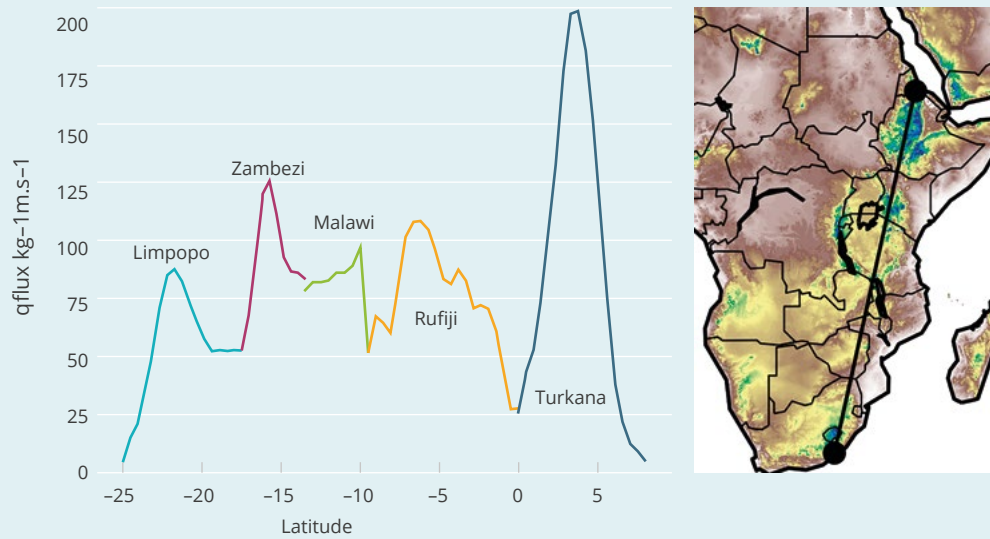 200
175
150
125
100
75
50
25
0
qflux kg–1m.s–1
Limpopo
Zambezi
Malawi
Rufiji
Turkana
–25 –20 –15 –10 –5 0 5
Latitude